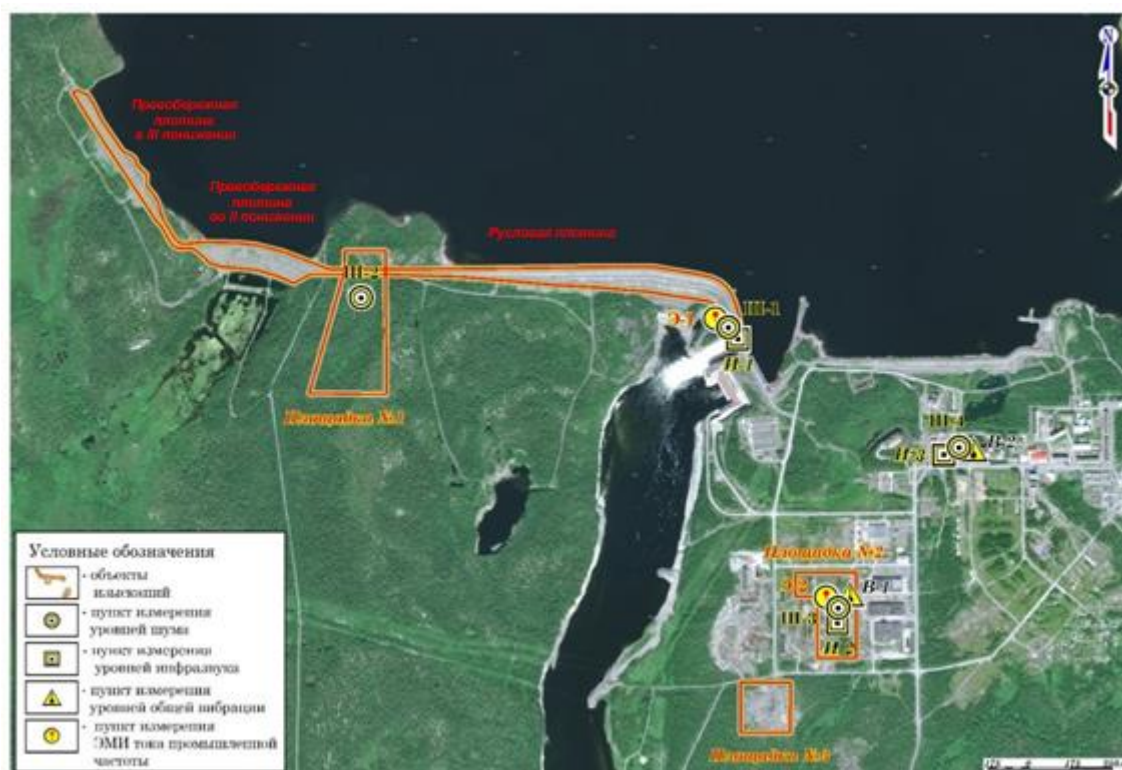 N
Правобережная
плотина
в III понижении
Правобережная
плотина
во II понижении
Русловая плотина
Ш-2
Э-1
Ш-1
И-1
Площадка №1
Ш-4
И-3
В-2
Площадка №2
Э-2
В-1
Ш-3
И-2
Площадка №3
Условные обозначения
- объекты
изысканий
- пункт измерения
уровней шума
- пункт измерения
уровней инфразвука
- пункт измерения
уровней общей вибрации
- пункт измерения
ЭМИ тока промышленной
частоты